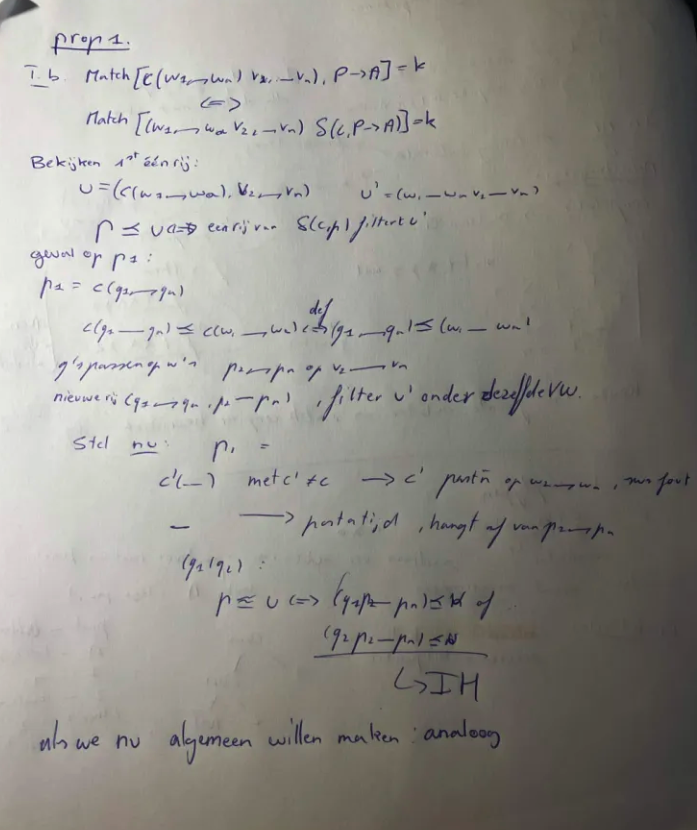 prop 1.
I.b. Match [c(w₁, → wₐ) v₂, … vₙ), P → A] = k
<=>
Match [(w₁, → wₐ v₂, → vₙ) S(c, P → A)] = k
Bekijken 1st één rij:
U = (c(w₁ → wₐ), v₂ → vₙ) U' = (w₁ — wₐ v₂ — vₙ)
p ≤ U <=> een rij van S(c,p) filtert U'
geval op p₁:
p₁ = c(q₁ → qₐ)
def
c(q₁ — qₐ) ≤ c(w₁ → wₐ) <=> (q₁ → qₐ) ≤ (w₁ — wₐ)
q's passen op w's p₂ → pₙ op v₂ — vₙ
nieuwe rij (q₁ → qₐ, p₂ — pₙ), filter U' onder dezelfde VW.
Stel nu: p₁ =
c'(—) met c' ≠ c → c' op w₁ → wₐ,
— → past altijd, hangt af van p₂ → pₙ
(q₁|q₂):
p ≤ U <=> (q₁ p₂ — pₙ) ≤ U of
(q₂ p₂ — pₙ) ≤ U
↳ IH
als we nu algemeen willen maken: analoog